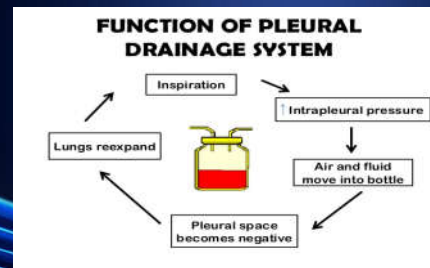 FUNCTION OF PLEURAL
DRAINAGE SYSTEM
Inspiration
↑ Intrapleural pressure
Air and fluid
move into bottle
Pleural space
becomes negative
Lungs reexpand